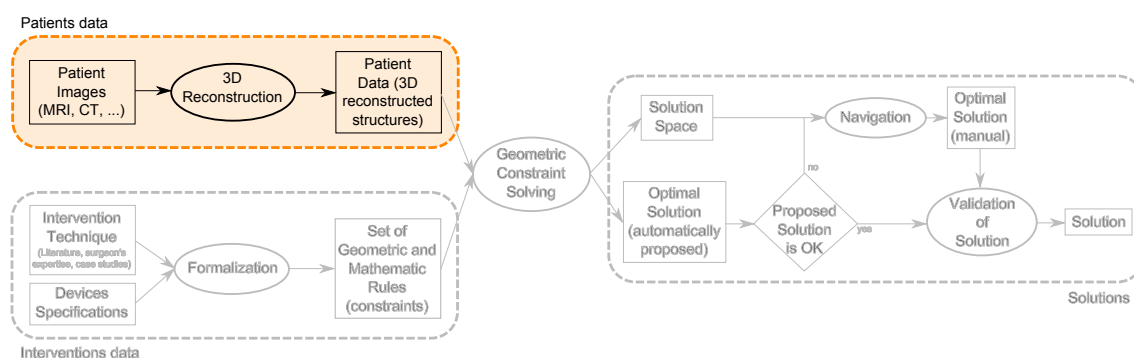 Patients data
Patient
Images
(MRI, CT, ...)
3D
Reconstruction
Patient
Data (3D
reconstructed
structures)
Intervention
Technique
(Literature, surgeon's
expertise, case studies)
Devices
Specifications
Formalization
Set of
Geometric and
Mathematic
Rules
(constraints)
Interventions data
Geometric
Constraint
Solving
Solution
Space
Navigation
Optimal
Solution
(manual)
no
Optimal
Solution
(automatically
proposed)
Proposed
Solution
is OK
yes
Validation
of
Solution
Solution
Solutions